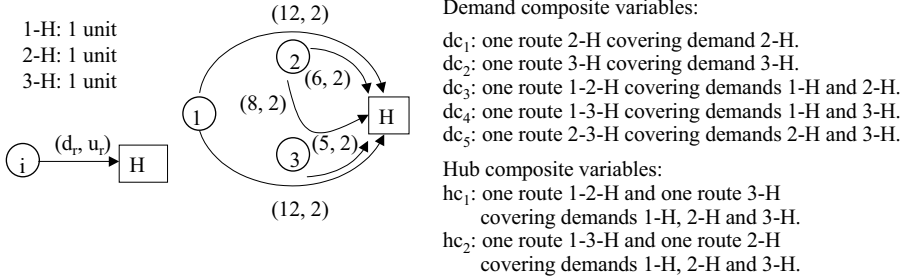 1-H: 1 unit
2-H: 1 unit
3-H: 1 unit
i
(dᵣ, uᵣ)
H
(12, 2)
2
(6, 2)
(8, 2)
1
H
3
(5, 2)
(12, 2)
Demand composite variables:
dc₁: one route 2-H covering demand 2-H.
dc₂: one route 3-H covering demand 3-H.
dc₃: one route 1-2-H covering demands 1-H and 2-H.
dc₄: one route 1-3-H covering demands 1-H and 3-H.
dc₅: one route 2-3-H covering demands 2-H and 3-H.
Hub composite variables:
hc₁: one route 1-2-H and one route 3-H
covering demands 1-H, 2-H and 3-H.
hc₂: one route 1-3-H and one route 2-H
covering demands 1-H, 2-H and 3-H.